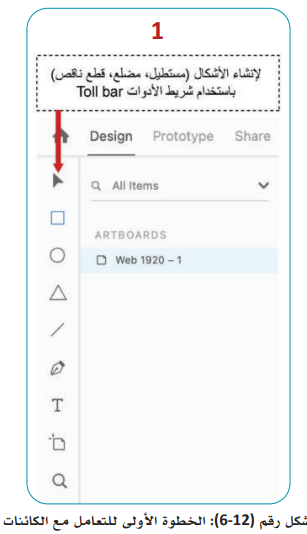 1
لإنشاء الأشكال (مستطيل، مضلع، قطع ناقص)
باستخدام شريط الأدوات Toll bar
Design Prototype Share
All Items
ARTBOARDS
Web 1920 – 1
T
شكل رقم (12-6): الخطوة الأولى للتعامل مع الكائنات